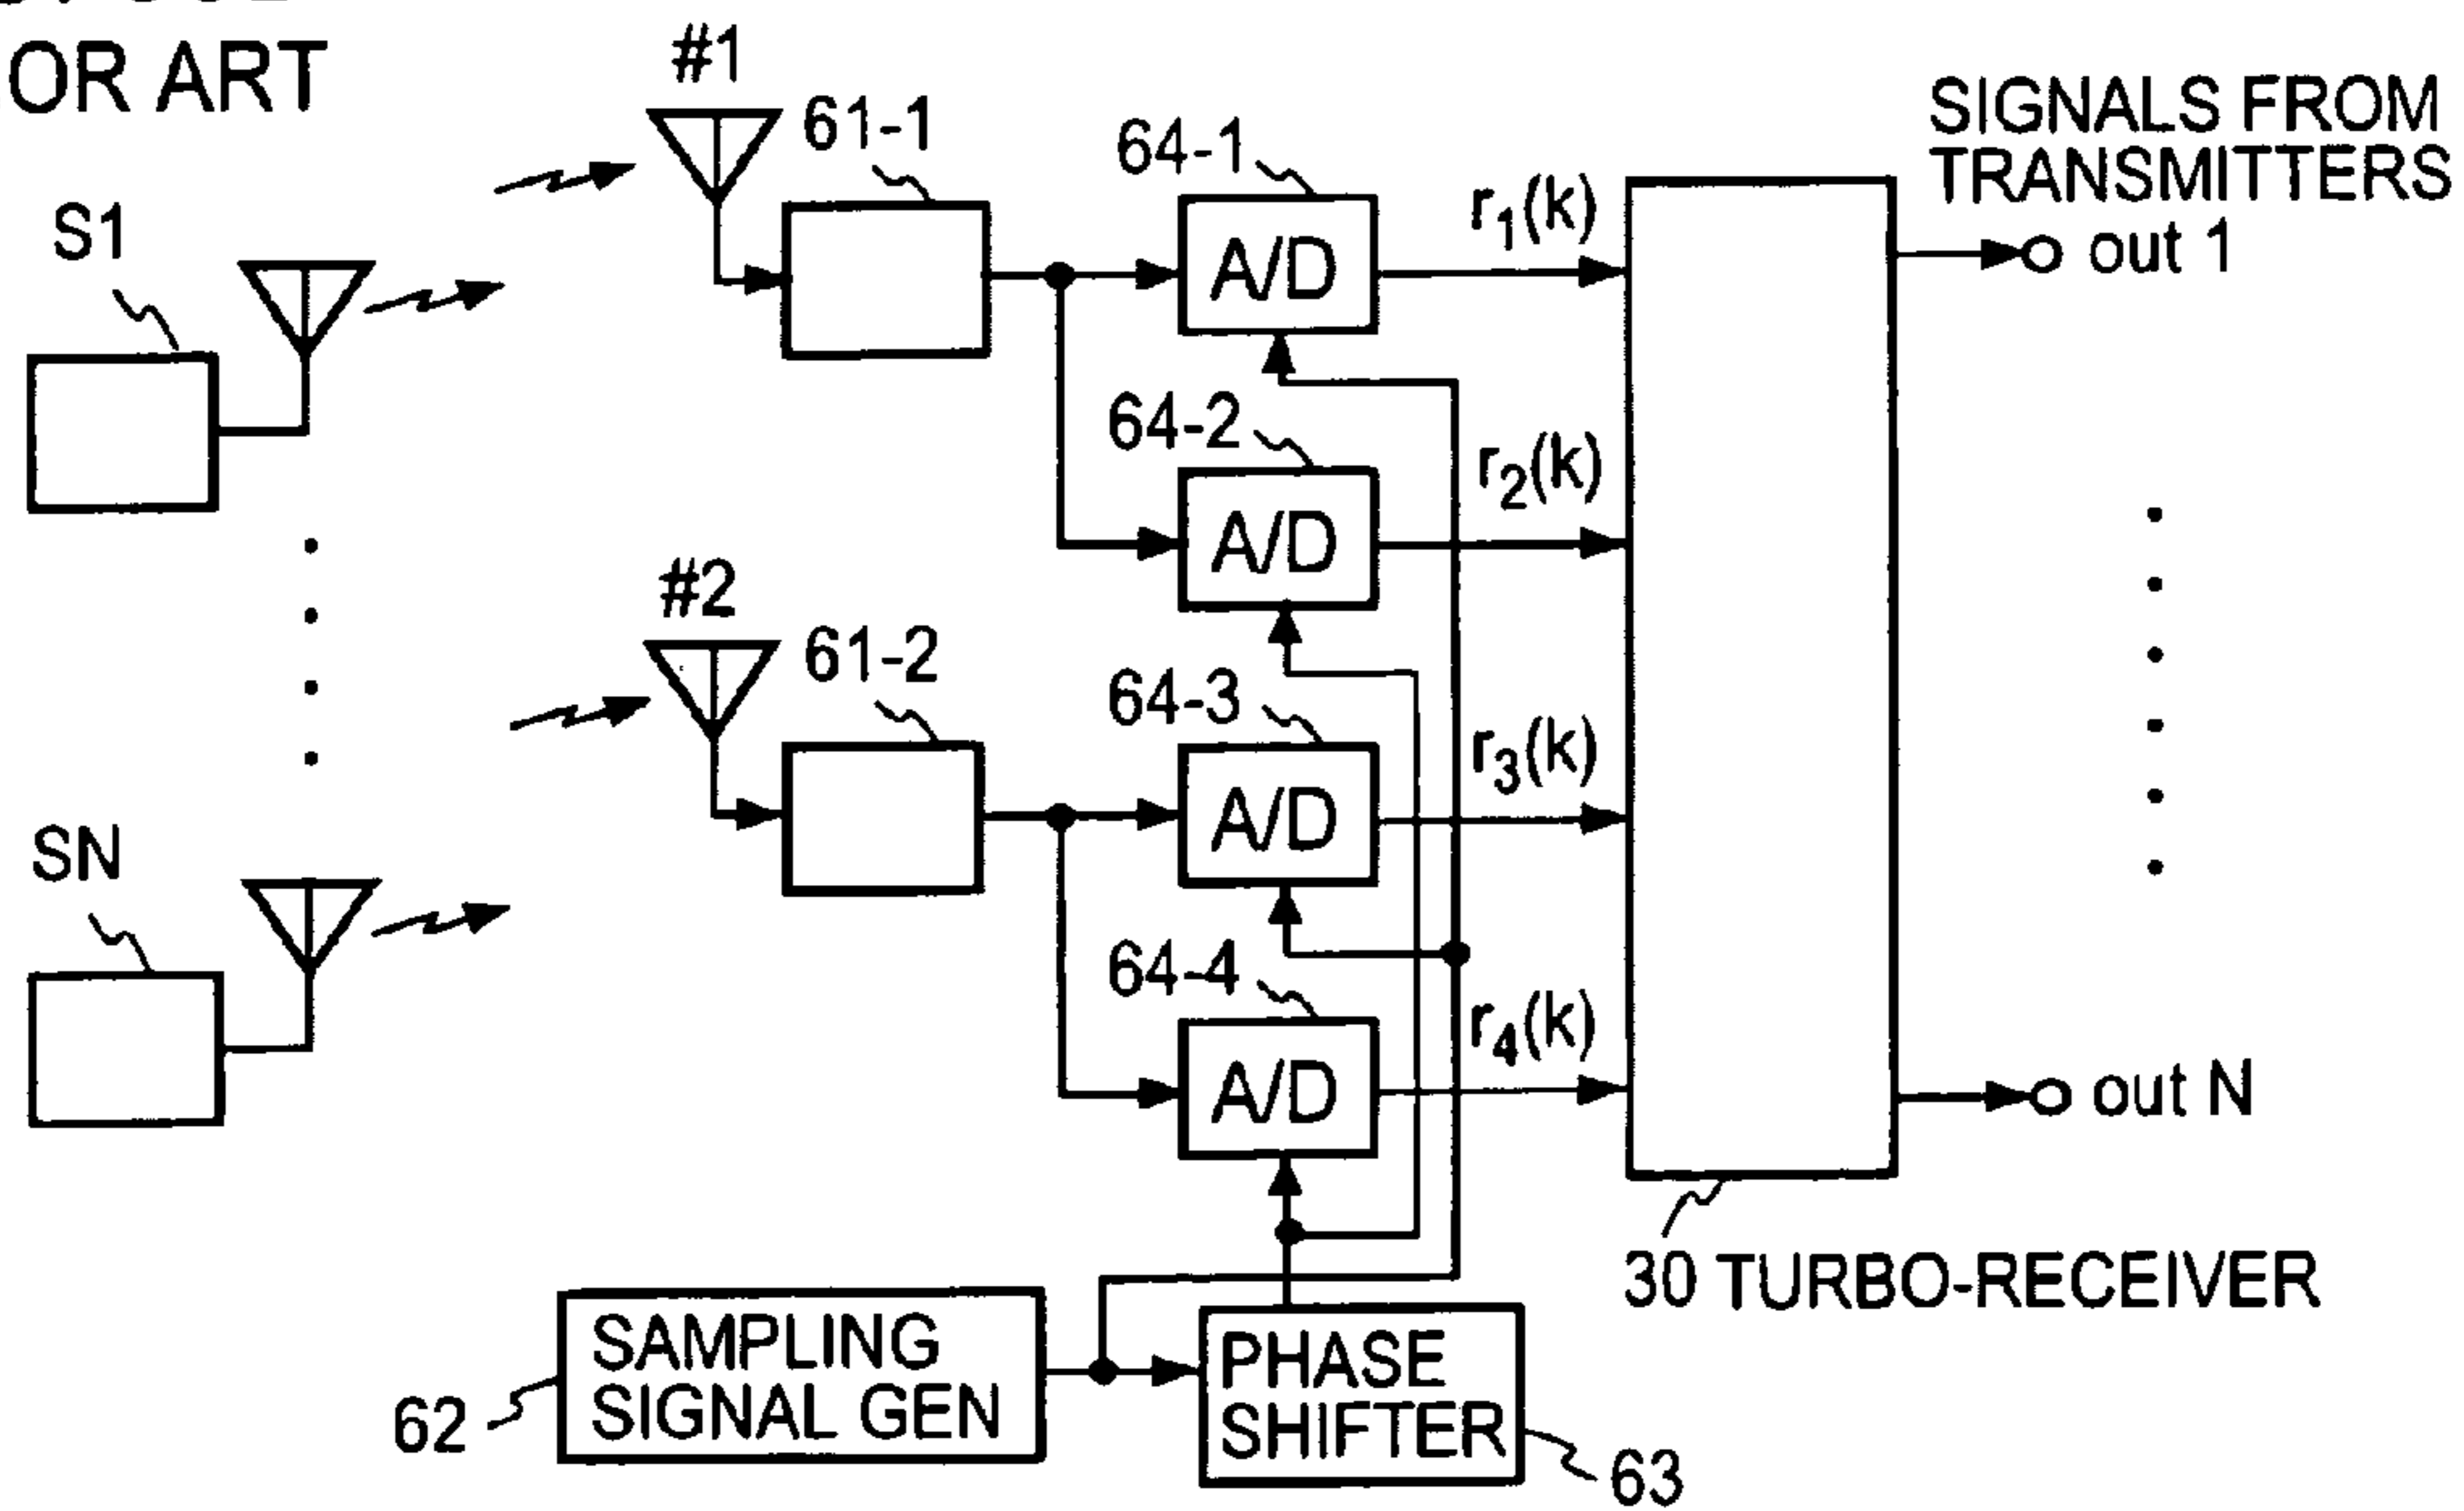 OR ART
#1
61-1
64-1
SIGNALS FROM
TRANSMITTERS
S1
A/D
r1(k)
out 1
64-2
A/D
r2(k)
#2
61-2
64-3
A/D
r3(k)
SN
64-4
A/D
r4(k)
out N
30 TURBO-RECEIVER
62
SAMPLING
SIGNAL GEN
PHASE
SHIFTER
63